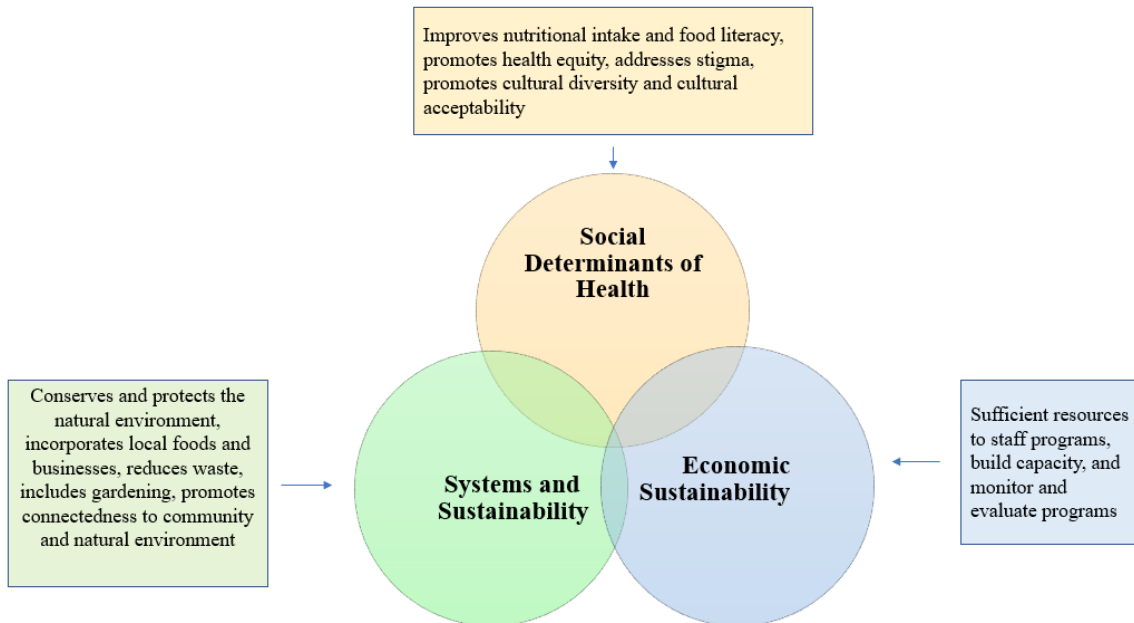 Improves nutritional intake and food literacy,
promotes health equity, addresses stigma,
promotes cultural diversity and cultural
acceptability
Social
Determinants of
Health
Conserves and protects the
natural environment,
incorporates local foods and
businesses, reduces waste,
includes gardening, promotes
connectedness to community
and natural environment
Systems and
Sustainability
Economic
Sustainability
Sufficient resources
to staff programs,
build capacity, and
monitor and
evaluate programs